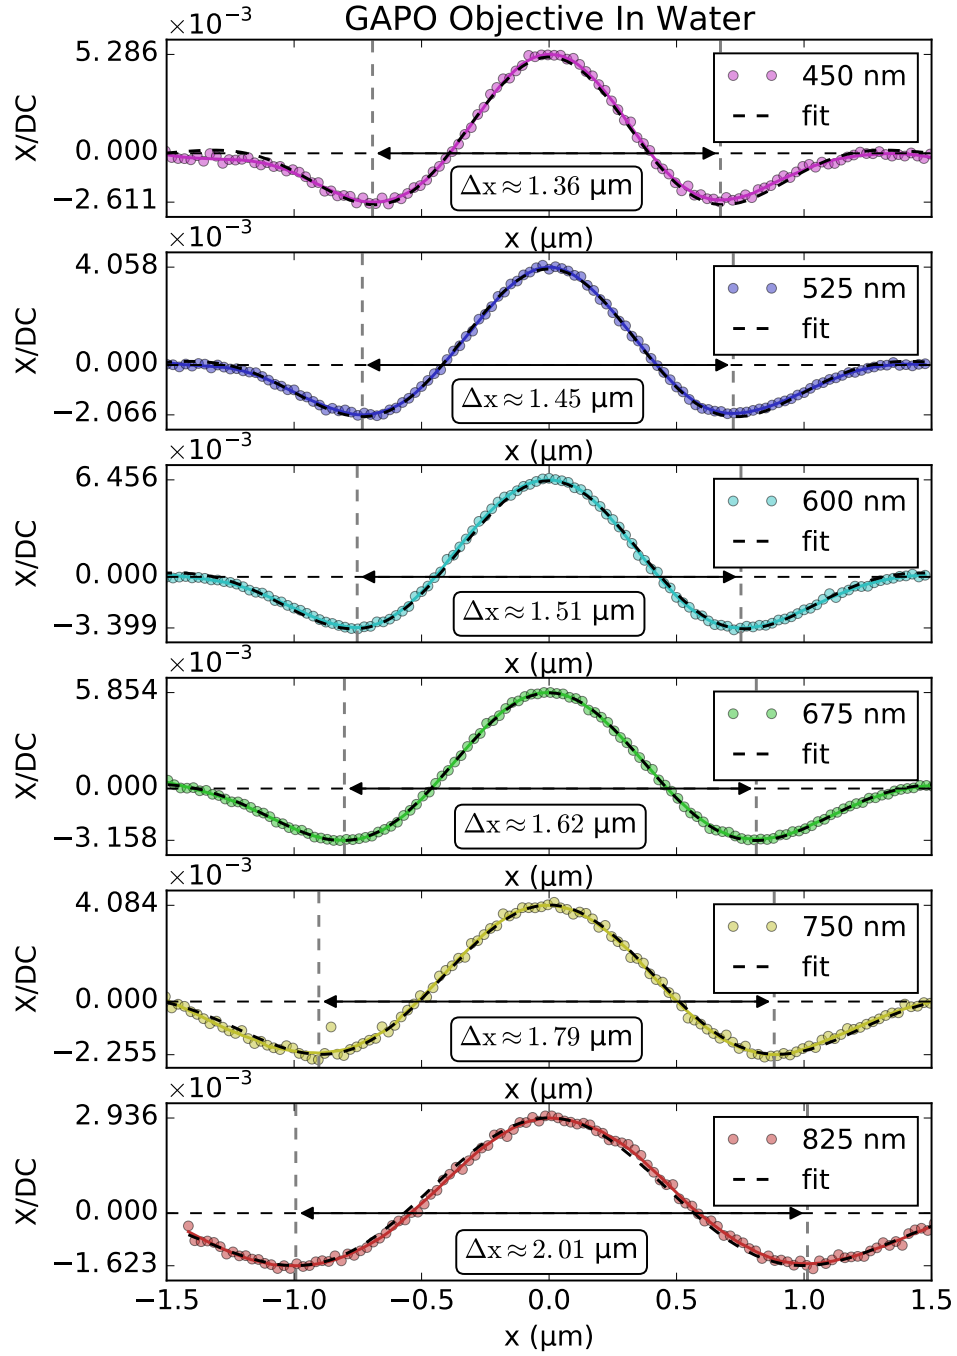 GAPO Objective In Water
×10⁻³
5.286
0.000
−2.611
X/DC
450 nm
fit
Δx≈1.36 μm
x (μm)
×10⁻³
4.058
0.000
−2.066
X/DC
525 nm
fit
Δx≈1.45 μm
x (μm)
×10⁻³
6.456
0.000
−3.399
X/DC
600 nm
fit
Δx≈1.51 μm
x (μm)
×10⁻³
5.854
0.000
−3.158
X/DC
675 nm
fit
Δx≈1.62 μm
x (μm)
×10⁻³
4.084
0.000
−2.255
X/DC
750 nm
fit
Δx≈1.79 μm
x (μm)
×10⁻³
2.936
0.000
−1.623
X/DC
825 nm
fit
Δx≈2.01 μm
−1.5 −1.0 −0.5 0.0 0.5 1.0 1.5
x (μm)